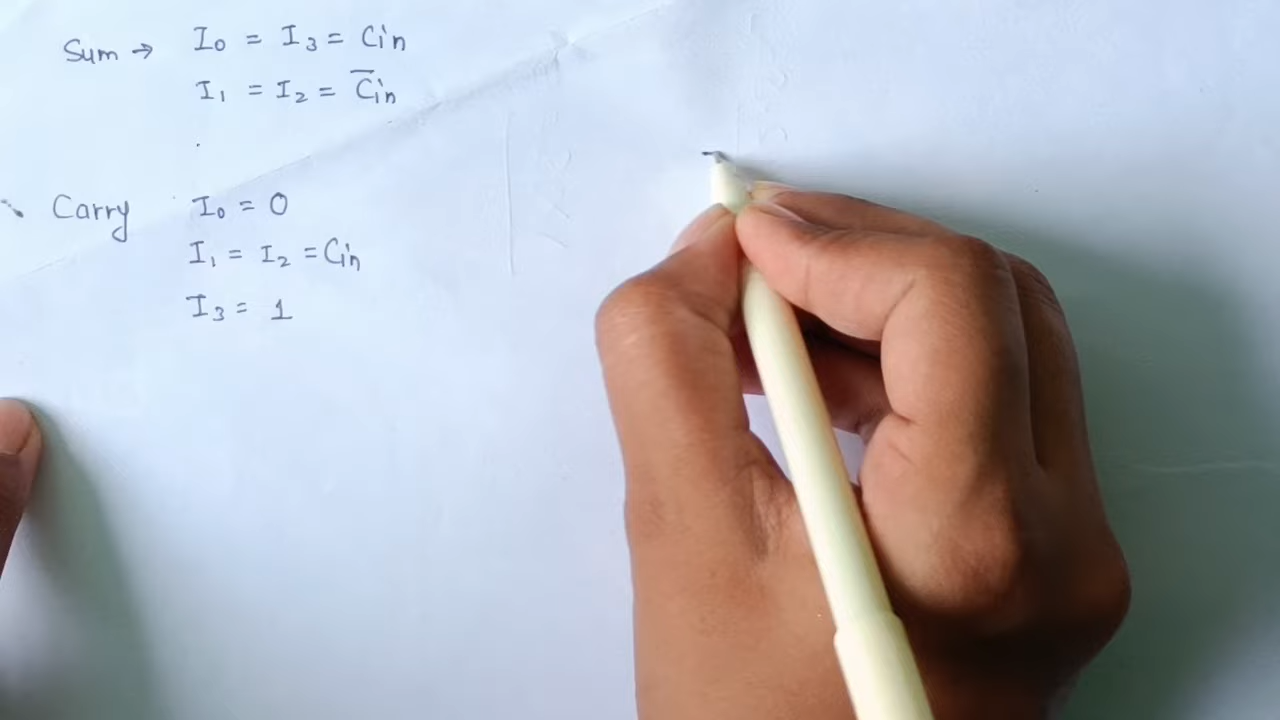 Sum → I₀ = I₃ = Cin
I₁ = I₂ = C̅in
Carry I₀ = 0
I₁ = I₂ = Cin
I₃ = 1